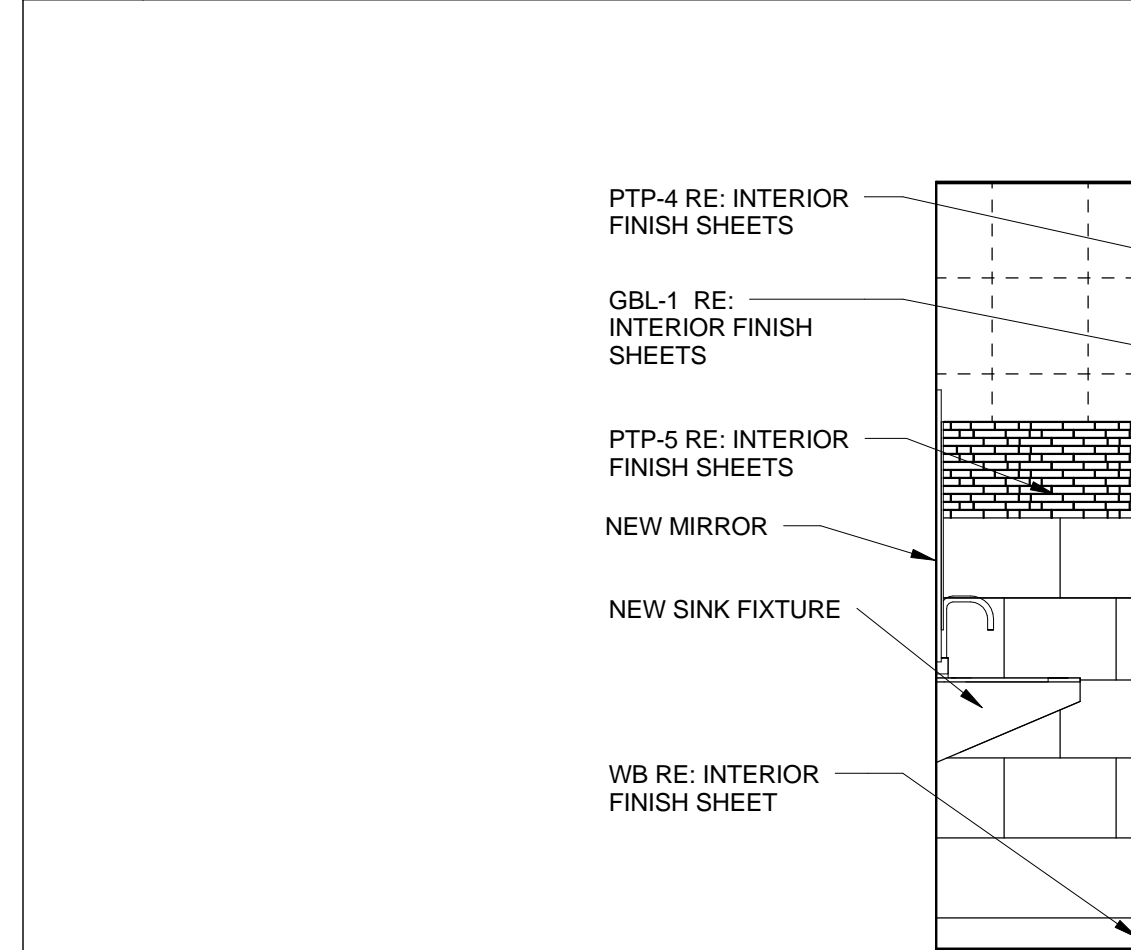 PTP-4 RE: INTERIOR
FINISH SHEETS
GBL-1 RE:
INTERIOR FINISH
SHEETS
PTP-5 RE: INTERIOR
FINISH SHEETS
NEW MIRROR
NEW SINK FIXTURE
WB RE: INTERIOR
FINISH SHEET